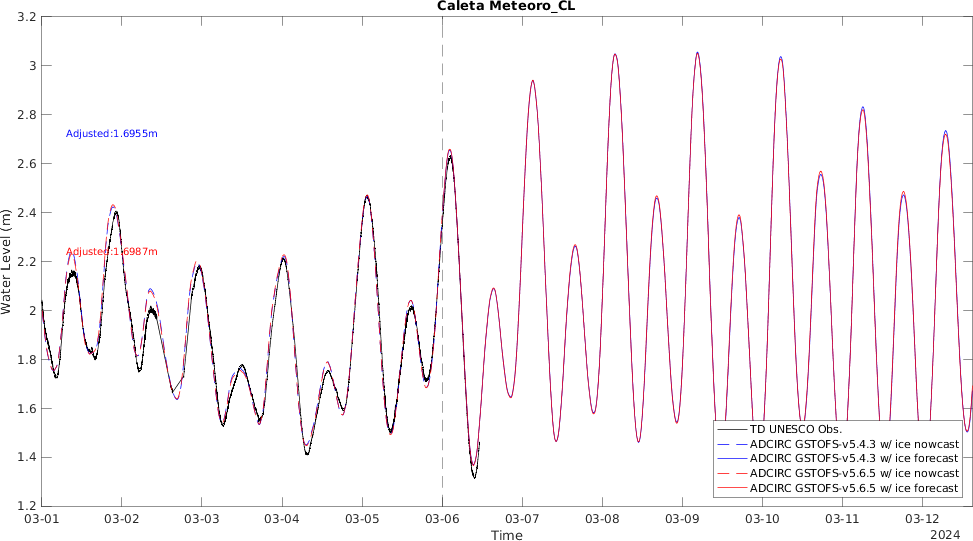 Caleta Meteoro_CL
3.2
3
2.8
2.6
2.4
2.2
2
1.8
1.6
1.4
1.2
Water Level (m)
Adjusted:1.6955m
Adjusted:1.6987m
TD UNESCO Obs.
ADCIRC GSTOFS-v5.4.3 w/ ice nowcast
ADCIRC GSTOFS-v5.4.3 w/ ice forecast
ADCIRC GSTOFS-v5.6.5 w/ ice nowcast
ADCIRC GSTOFS-v5.6.5 w/ ice forecast
03-01 03-02 03-03 03-04 03-05 03-06 03-07 03-08 03-09 03-10 03-11 03-12
Time
2024